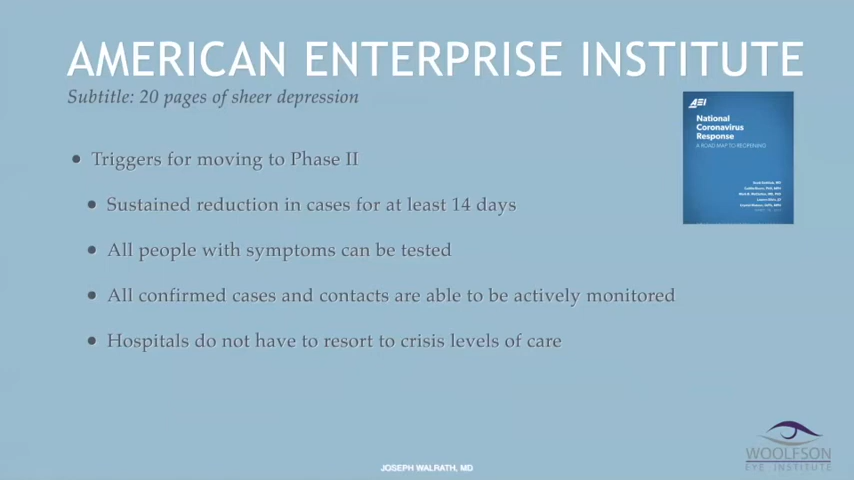 AMERICAN ENTERPRISE INSTITUTE
Subtitle: 20 pages of sheer depression
AEI
National
Coronavirus
Response
A ROAD MAP TO REOPENING
• Triggers for moving to Phase II
• Sustained reduction in cases for at least 14 days
• All people with symptoms can be tested
• All confirmed cases and contacts are able to be actively monitored
• Hospitals do not have to resort to crisis levels of care
JOSEPH WALRATH, MD
WOOLFSON
EYE INSTITUTE